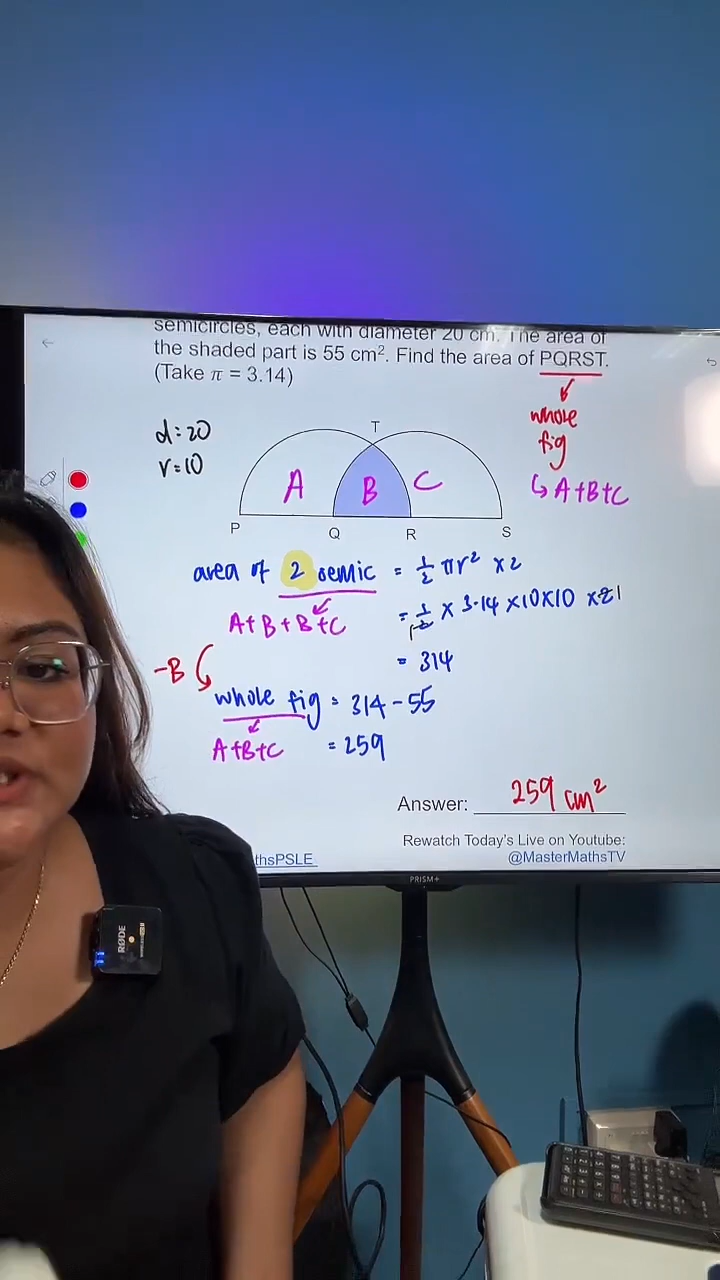 semicircles, each with diameter 20 cm. The area of
the shaded part is 55 cm². Find the area of PQRST.
(Take π = 3.14)
whole
fig
↳ A+B+C
d=20
r=10
T
A
B
C
P
Q
R
S
area of 2 semic = ½ πr² × 2
A+B+B+C
= ½ × 3.14 × 10 × 10 × 2
= 314
-B
whole fig = 314 - 55
A+B+C = 259
Answer: 259 cm²
Rewatch Today's Live on Youtube:
thsPSLE @MasterMathsTV
PRISM+
RØDE